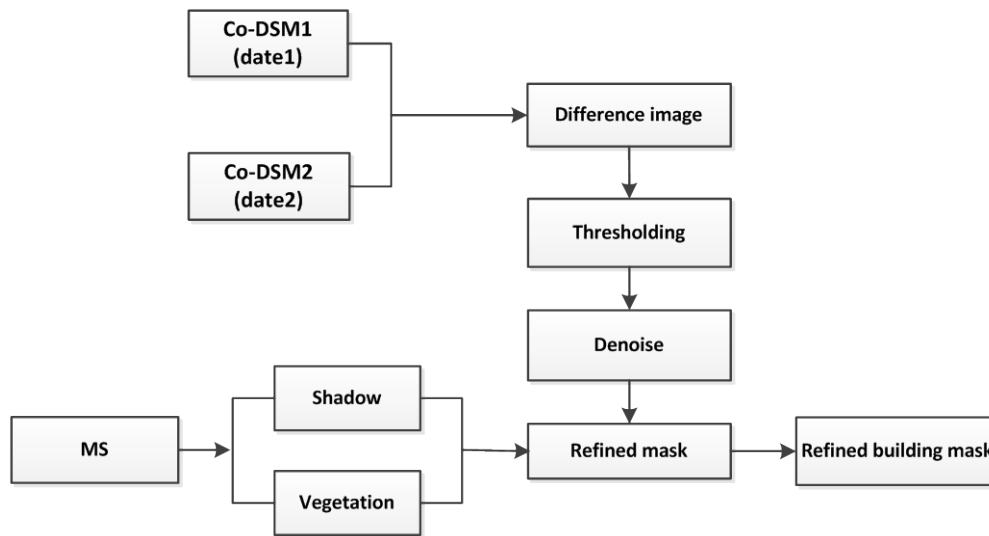 Co-DSM1
(date1)
Difference image
Co-DSM2
(date2)
Thresholding
Denoise
Shadow
MS
Refined mask
Refined building mask
Vegetation